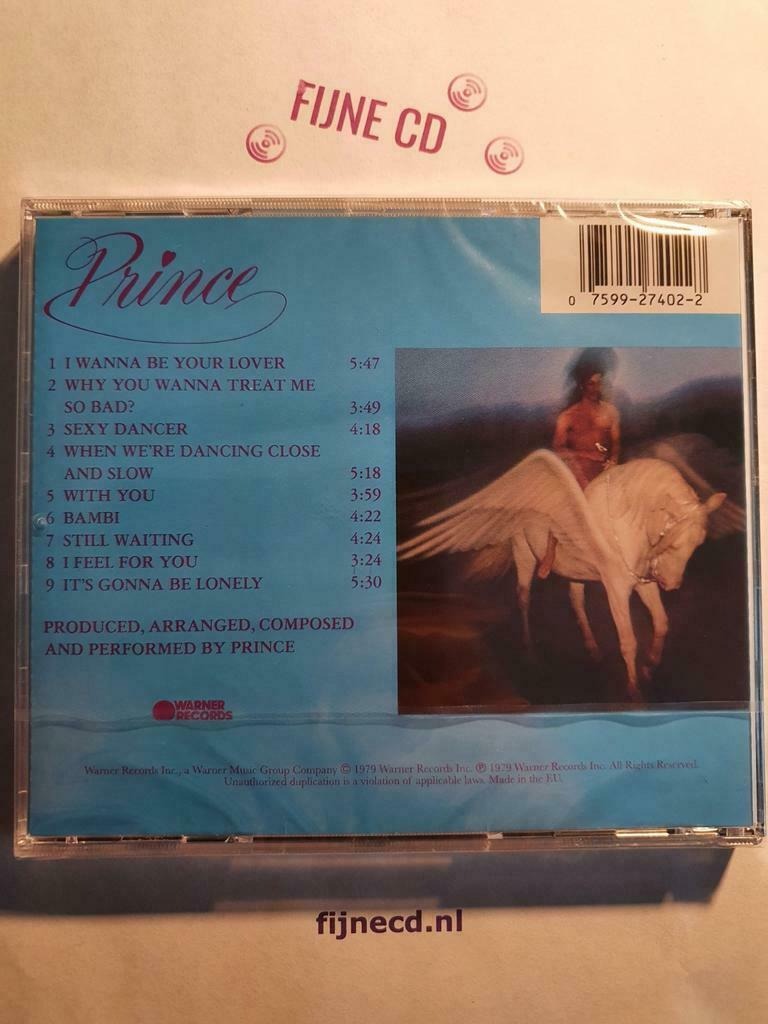 FIJNE CD
Prince
0 7599-27402-2
1 I WANNA BE YOUR LOVER 5:47
2 WHY YOU WANNA TREAT ME
SO BAD? 3:49
3 SEXY DANCER 4:18
4 WHEN WE'RE DANCING CLOSE
AND SLOW 5:18
5 WITH YOU 3:59
6 BAMBI 4:22
7 STILL WAITING 4:24
8 I FEEL FOR YOU 3:24
9 IT'S GONNA BE LONELY 5:30
PRODUCED, ARRANGED, COMPOSED
AND PERFORMED BY PRINCE
WARNER
RECORDS
Warner Records Inc., a Warner Music Group Company © 1979 Warner Records Inc. ℗ 1979 Warner Records Inc. All Rights Reserved.
Unauthorized duplication is a violation of applicable laws. Made in the E.U.
fijnecd.nl